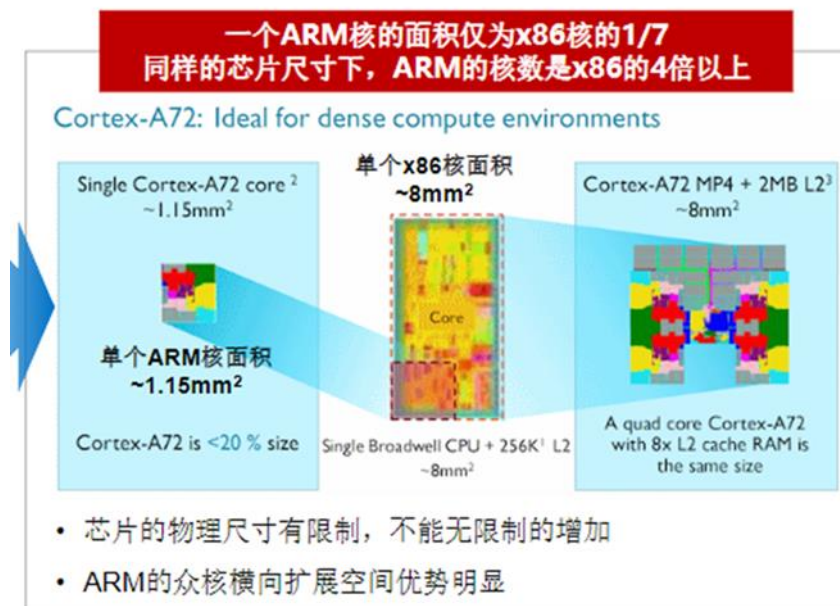 一个ARM核的面积仅为x86核的1/7
同样的芯片尺寸下，ARM的核数是x86的4倍以上
Cortex-A72: Ideal for dense compute environments
Single Cortex-A72 core ²
~1.15mm²
单个ARM核面积
~1.15mm²
Cortex-A72 is <20 % size
单个x86核面积
~8mm²
Core
Single Broadwell CPU + 256K¹ L2
~8mm²
Cortex-A72 MP4 + 2MB L2³
~8mm²
A quad core Cortex-A72
with 8x L2 cache RAM is
the same size
• 芯片的物理尺寸有限制，不能无限制的增加
• ARM的众核横向扩展空间优势明显